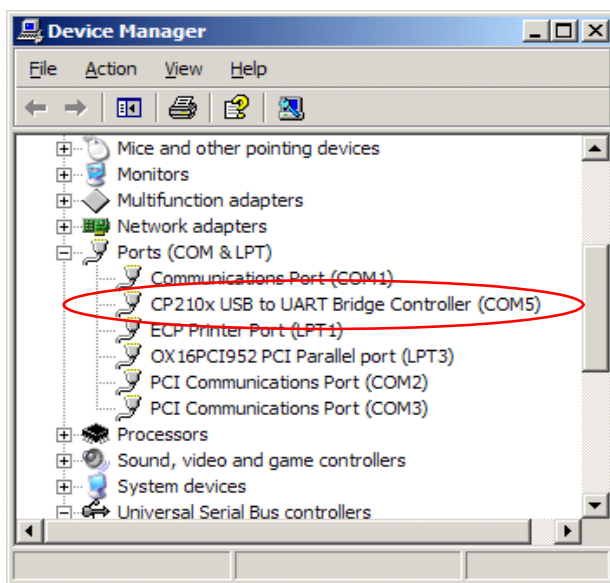 Device Manager
File Action View Help
Mice and other pointing devices
Monitors
Multifunction adapters
Network adapters
Ports (COM & LPT)
Communications Port (COM1)
CP210x USB to UART Bridge Controller (COM5)
ECP Printer Port (LPT1)
OX16PCI952 PCI Parallel port (LPT3)
PCI Communications Port (COM2)
PCI Communications Port (COM3)
Processors
Sound, video and game controllers
System devices
Universal Serial Bus controllers